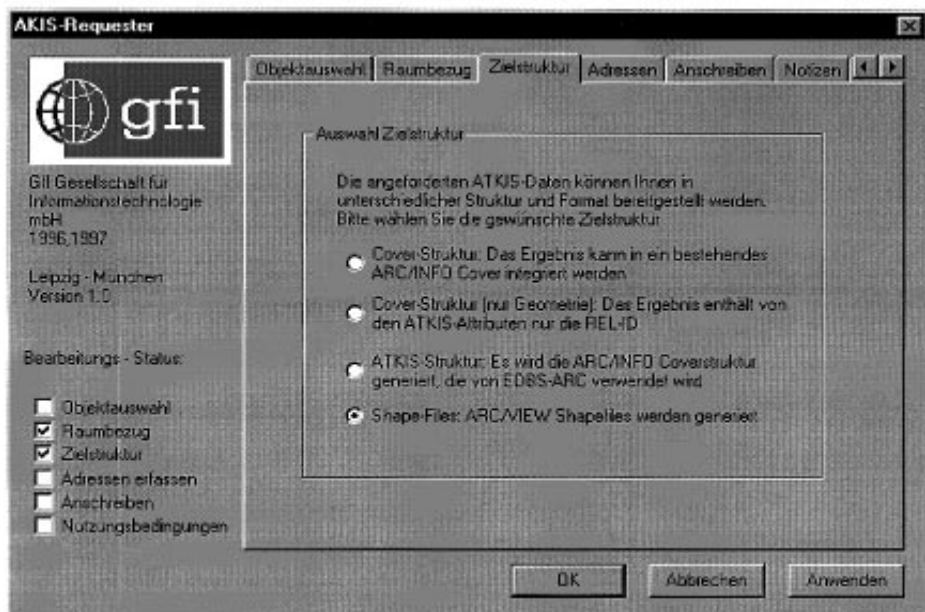 AKIS-Requester
gfi
GfI Gesellschaft für
Informationstechnologie
mbH
1996,1997
Leipzig - München
Version 1.0
Bearbeitungs - Status:
Objektauswahl
Raumbezug
Zielstruktur
Adressen erfassen
Anschreiben
Nutzungsbedingungen
Objektauswahl Raumbezug Zielstruktur Adressen Anschreiben Notizen
Auswahl Zielstruktur
Die angeforderten ATKIS-Daten können Ihnen in
unterschiedlicher Struktur und Format bereitgestellt werden.
Bitte wählen Sie die gewünschte Zielstruktur
Cover-Struktur: Das Ergebnis kann in ein bestehendes
ARC/INFO Cover integriert werden
Cover-Struktur (nur Geometrie): Das Ergebnis enthält von
den ATKIS-Attributen nur die REL-ID
ATKIS-Struktur: Es wird die ARC/INFO Coverstruktur
generiert, die von EDBS-ARC verwendet wird
Shape-Files: ARC/VIEW Shapefiles werden generiert
OK Abbrechen Anwenden